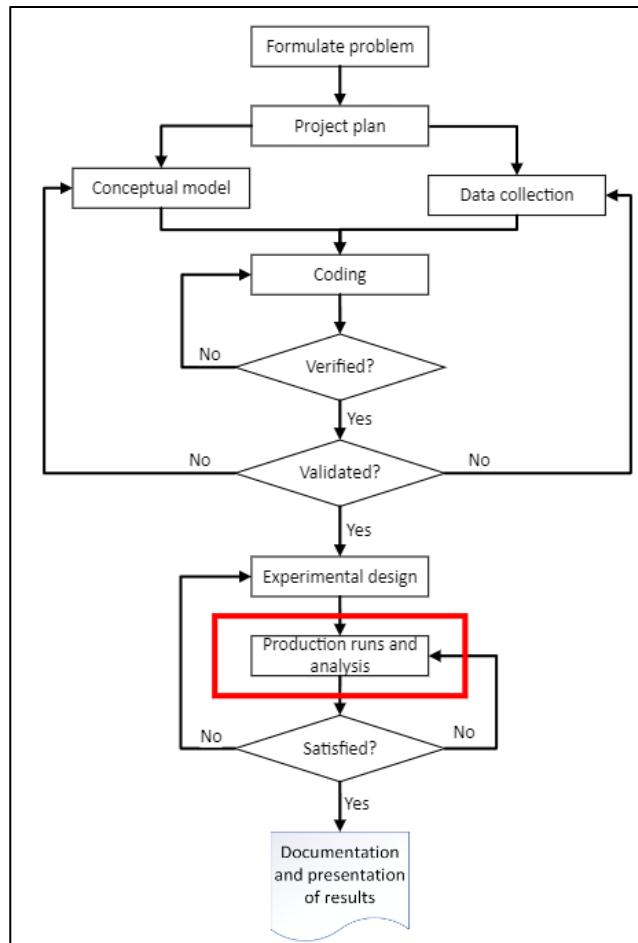 Formulate problem
Project plan
Conceptual model
Data collection
Coding
No
Verified?
Yes
No
Validated?
No
Yes
Experimental design
Production runs and
analysis
No
Satisfied?
No
Yes
Documentation
and presentation
of results